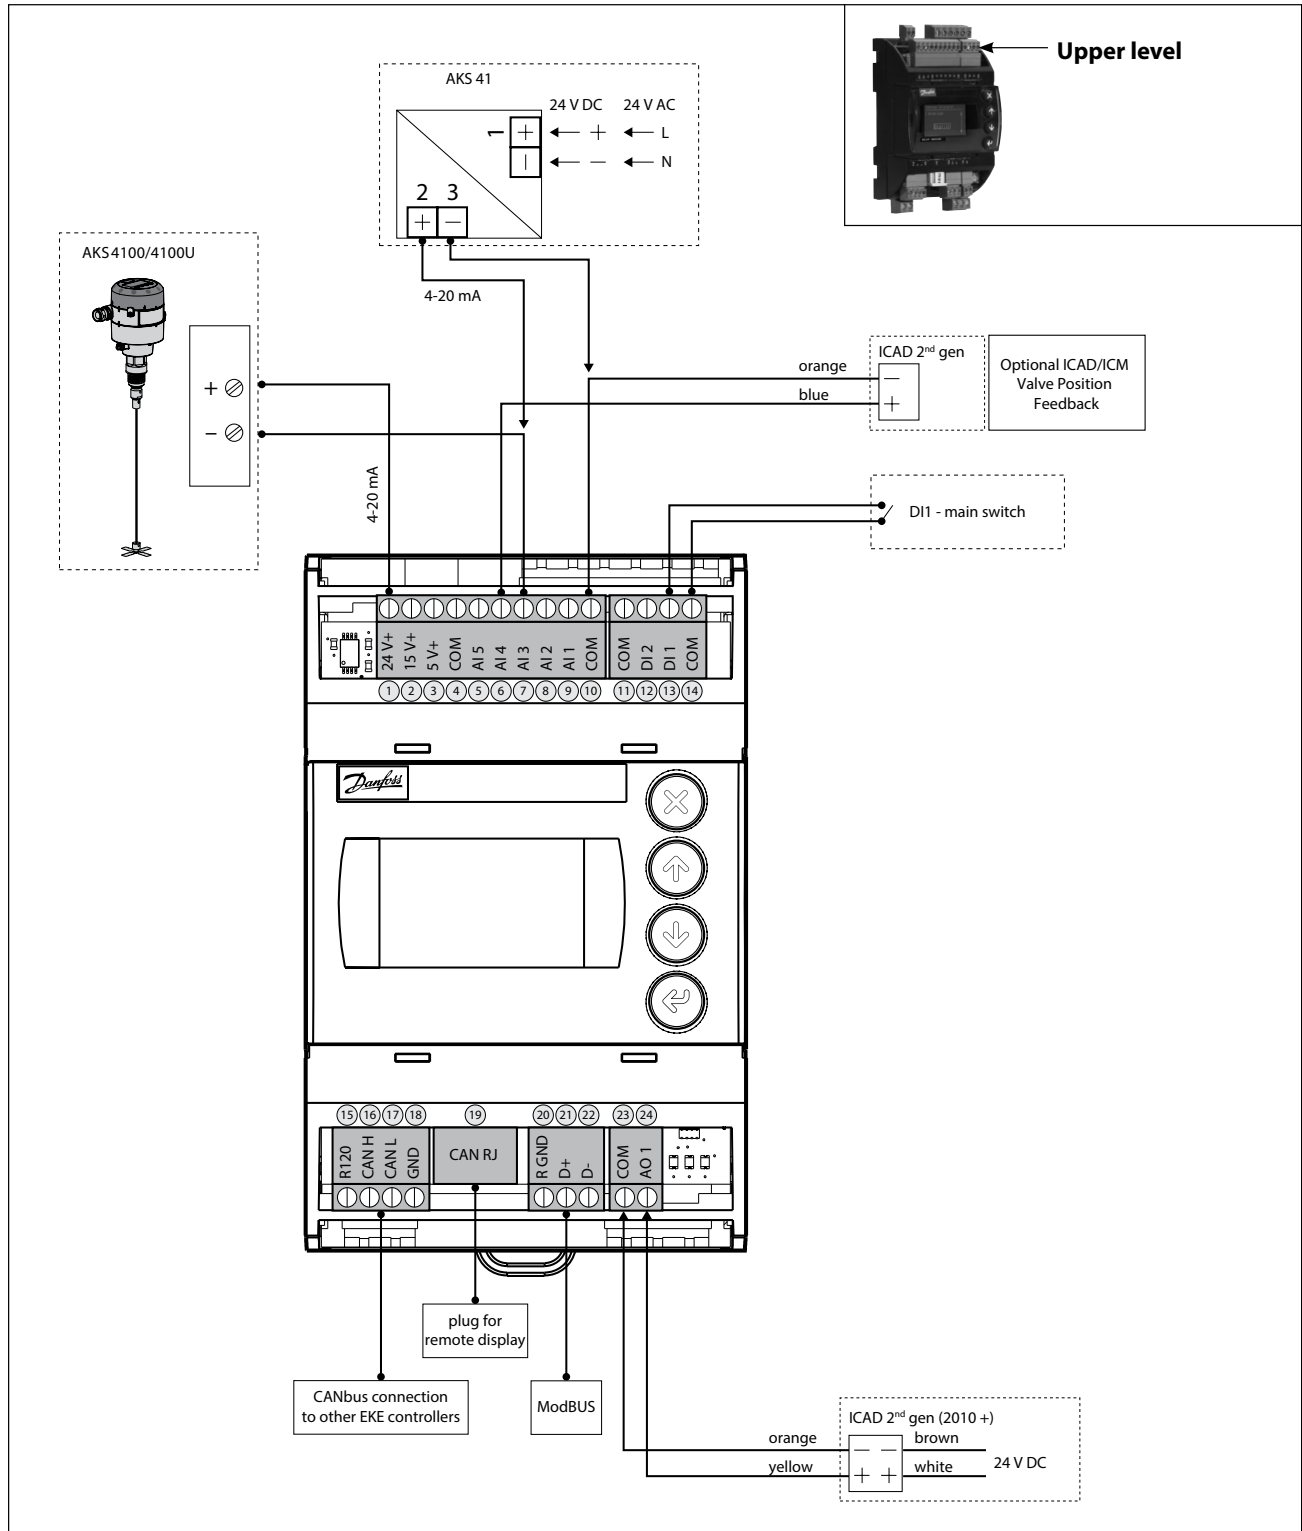 Upper level
AKS 41
24 V DC 24 V AC
1 + + L
- - N
2 3
+ -
4-20 mA
AKS 4100/4100U
+
-
4-20 mA
ICAD 2nd gen
orange
-
blue
+
Optional ICAD/ICM
Valve Position
Feedback
DI1 - main switch
24 V+ 15 V+ 5 V+ COM AI 5 AI 4 AI 3 AI 2 AI 1 COM COM DI 2 DI 1 COM
1 2 3 4 5 6 7 8 9 10 11 12 13 14
Danfoss
15 16 17 18 19 20 21 22 23 24
R120 CAN H CAN L GND CAN RJ R GND D+ D- COM AO 1
plug for
remote display
CANbus connection
to other EKE controllers
ModBUS
ICAD 2nd gen (2010 +)
orange - - brown
yellow + + white
24 V DC